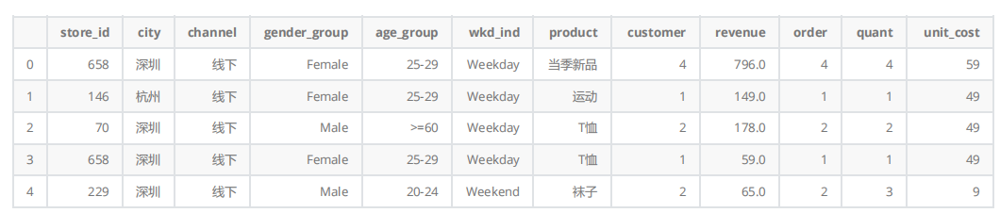 store_id city channel gender_group age_group wkd_ind product customer revenue order quant unit_cost
0 658 深圳 线下 Female 25-29 Weekday 当季新品 4 796.0 4 4 59
1 146 杭州 线下 Female 25-29 Weekday 运动 1 149.0 1 1 49
2 70 深圳 线下 Male >=60 Weekday T恤 2 178.0 2 2 49
3 658 深圳 线下 Female 25-29 Weekday T恤 1 59.0 1 1 49
4 229 深圳 线下 Male 20-24 Weekend 袜子 2 65.0 2 3 9